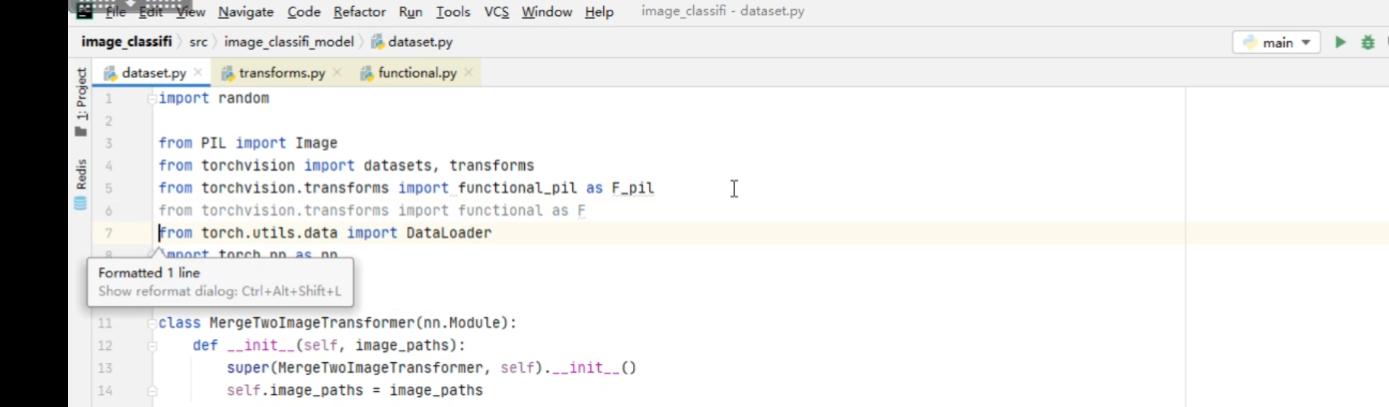 File Edit View Navigate Code Refactor Run Tools VCS Window Help image_classifi - dataset.py
image_classifi src image_classifi_model dataset.py main
dataset.py transforms.py functional.py
1: Project
Redis
1 import random
2
3 from PIL import Image
4 from torchvision import datasets, transforms
5 from torchvision.transforms import functional_pil as F_pil
6 from torchvision.transforms import functional as F
7 from torch.utils.data import DataLoader
8 import torch.nn as nn
Formatted 1 line
Show reformat dialog: Ctrl+Alt+Shift+L
11 class MergeTwoImageTransformer(nn.Module):
12 def __init__(self, image_paths):
13 super(MergeTwoImageTransformer, self).__init__()
14 self.image_paths = image_paths